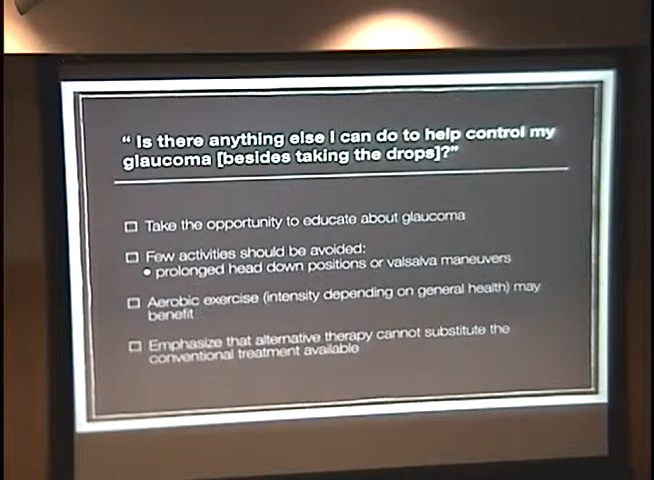 " Is there anything else I can do to help control my
glaucoma [besides taking the drops]?"
Take the opportunity to educate about glaucoma
Few activities should be avoided:
• prolonged head down positions or valsalva maneuvers
Aerobic exercise (intensity depending on general health) may
benefit
Emphasize that alternative therapy cannot substitute the
conventional treatment available